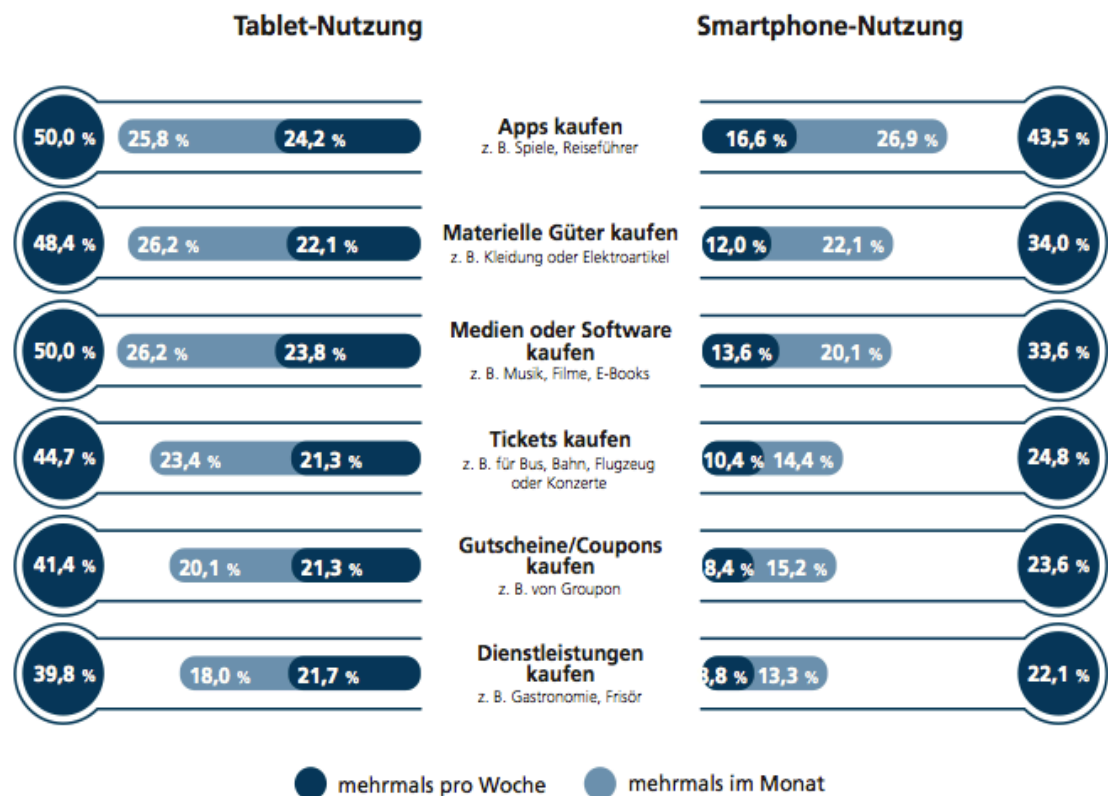 Tablet-Nutzung
Smartphone-Nutzung
50,0 %
25,8 %
24,2 %
Apps kaufen
z. B. Spiele, Reiseführer
16,6 %
26,9 %
43,5 %
48,4 %
26,2 %
22,1 %
Materielle Güter kaufen
z. B. Kleidung oder Elektroartikel
12,0 %
22,1 %
34,0 %
50,0 %
26,2 %
23,8 %
Medien oder Software
kaufen
z. B. Musik, Filme, E-Books
13,6 %
20,1 %
33,6 %
44,7 %
23,4 %
21,3 %
Tickets kaufen
z. B. für Bus, Bahn, Flugzeug
oder Konzerte
10,4 %
14,4 %
24,8 %
41,4 %
20,1 %
21,3 %
Gutscheine/Coupons
kaufen
z. B. von Groupon
8,4 %
15,2 %
23,6 %
39,8 %
18,0 %
21,7 %
Dienstleistungen
kaufen
z. B. Gastronomie, Frisör
8,8 %
13,3 %
22,1 %
mehrmals pro Woche
mehrmals im Monat